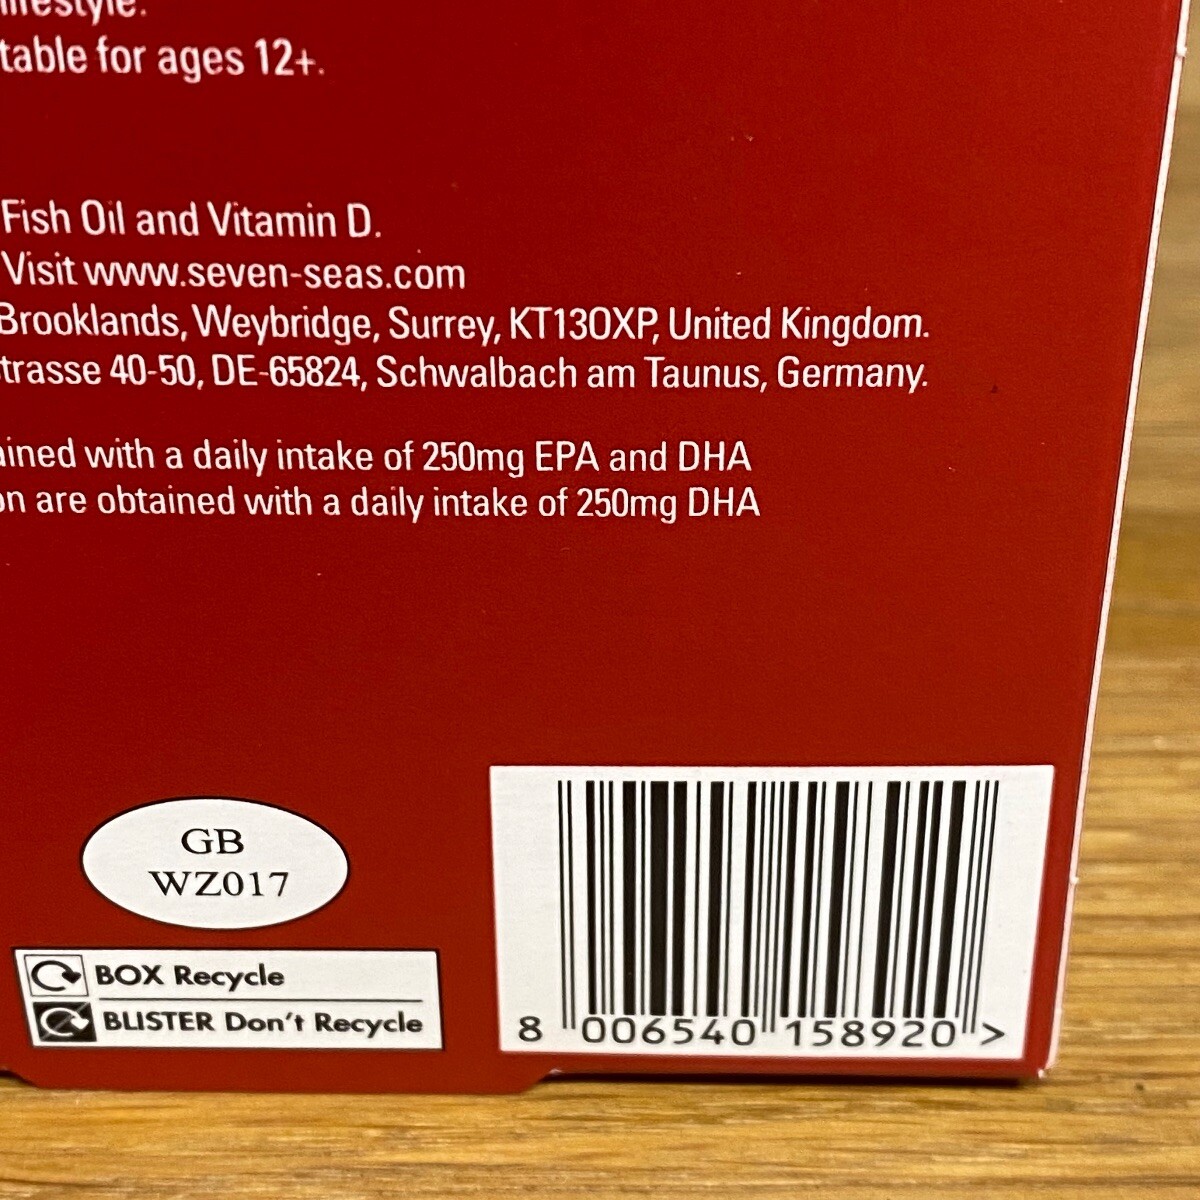 lifestyle.
table for ages 12+.
Fish Oil and Vitamin D.
Visit www.seven-seas.com
Brooklands, Weybridge, Surrey, KT130XP, United Kingdom.
trasse 40-50, DE-65824, Schwalbach am Taunus, Germany.
ained with a daily intake of 250mg EPA and DHA
on are obtained with a daily intake of 250mg DHA
GB
WZ017
BOX Recycle
BLISTER Don't Recycle
8 006540 158920 >